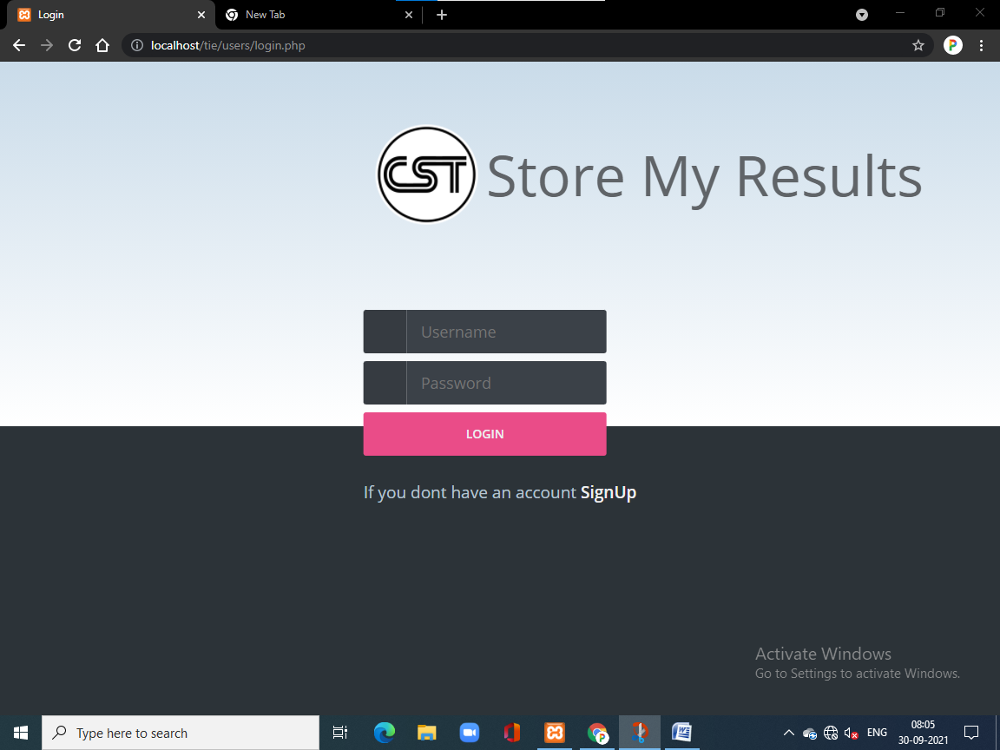 Login
New Tab
localhost/tie/users/login.php
P
CST Store My Results
Username
Password
LOGIN
If you dont have an account SignUp
Activate Windows
Go to Settings to activate Windows.
Type here to search
P
ENG
08:05
30-09-2021